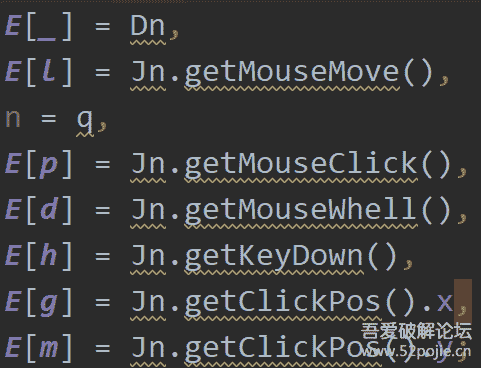 E[_] = Dn,
E[l] = Jn.getMouseMove(),
n = q,
E[p] = Jn.getMouseClick(),
E[d] = Jn.getMouseWhell(),
E[h] = Jn.getKeyDown(),
E[g] = Jn.getClickPos().x,
E[m] = Jn.getClickPos().y;
吾爱破解论坛
www.52pojie.cn